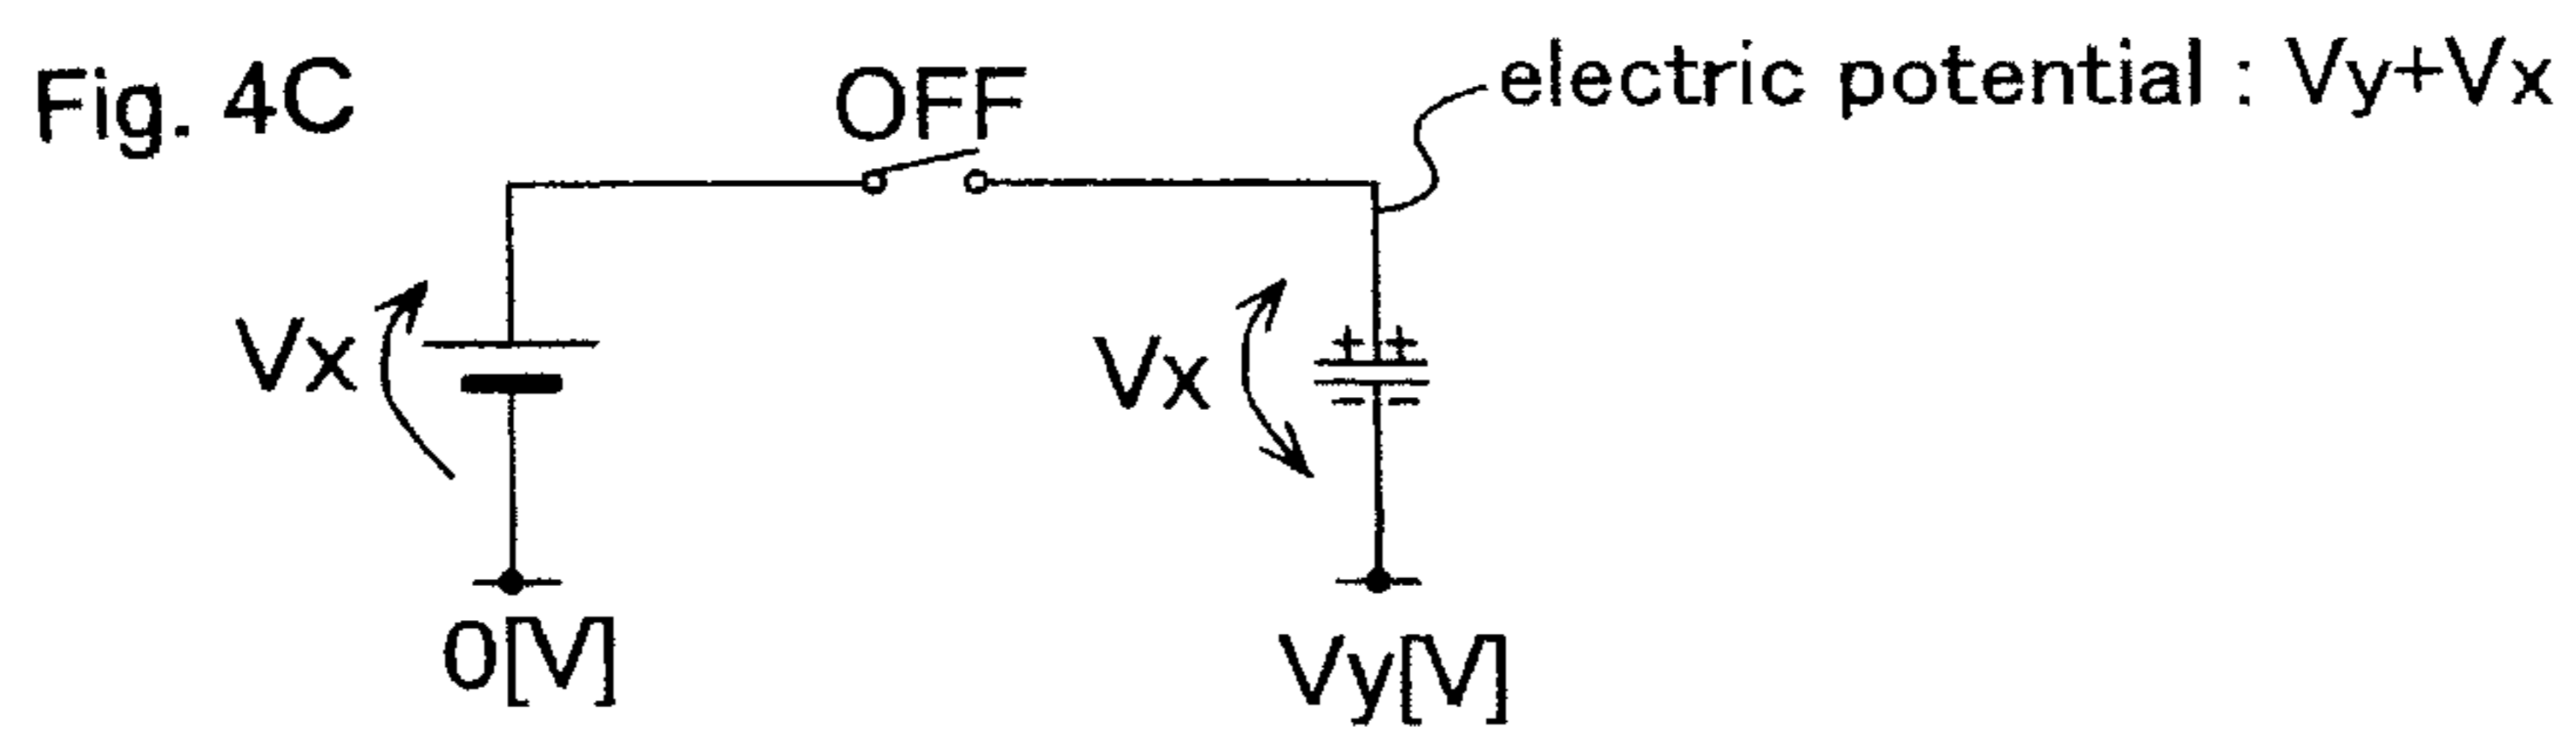 Fig. 4C
OFF
electric potential : Vy+Vx
Vx
Vx
+ +
- -
0[V]
Vy[V]